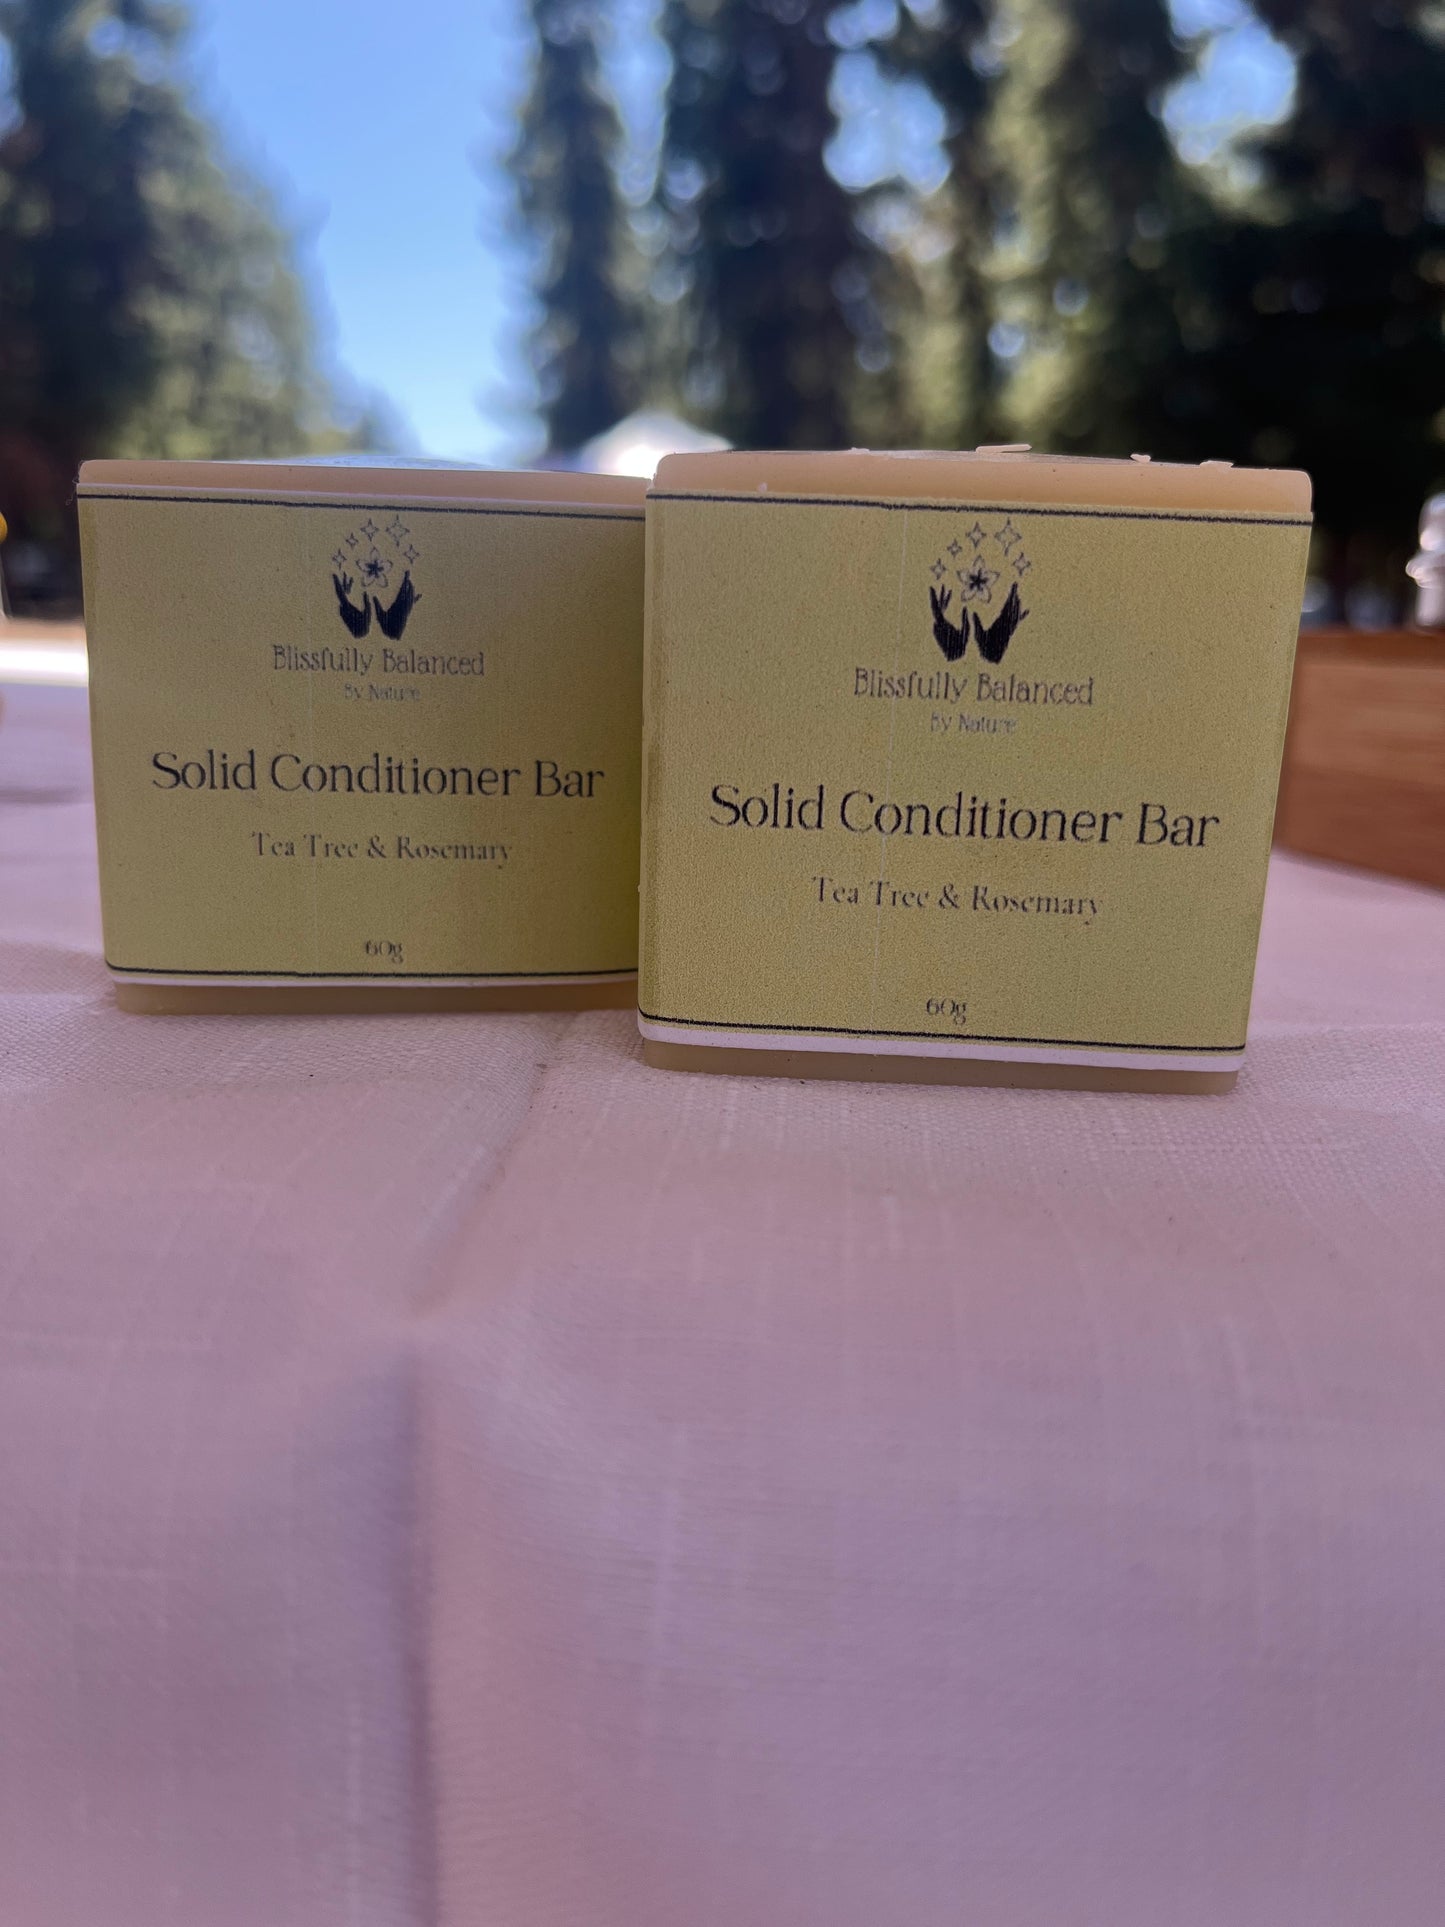 Blissfully Balanced
By Nature
Solid Conditioner Bar
Tea Tree & Rosemary
60g
Blissfully Balanced
By Nature
Solid Conditioner Bar
Tea Tree & Rosemary
60g